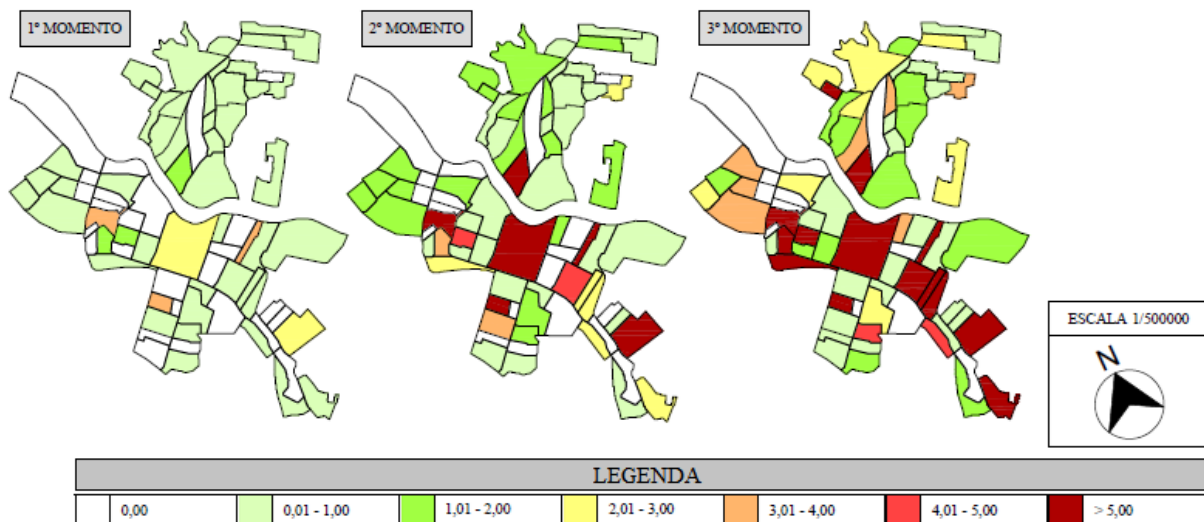 1º MOMENTO
2º MOMENTO
3º MOMENTO
ESCALA 1/500000
N
LEGENDA
0,00
0,01 - 1,00
1,01 - 2,00
2,01 - 3,00
3,01 - 4,00
4,01 - 5,00
> 5,00